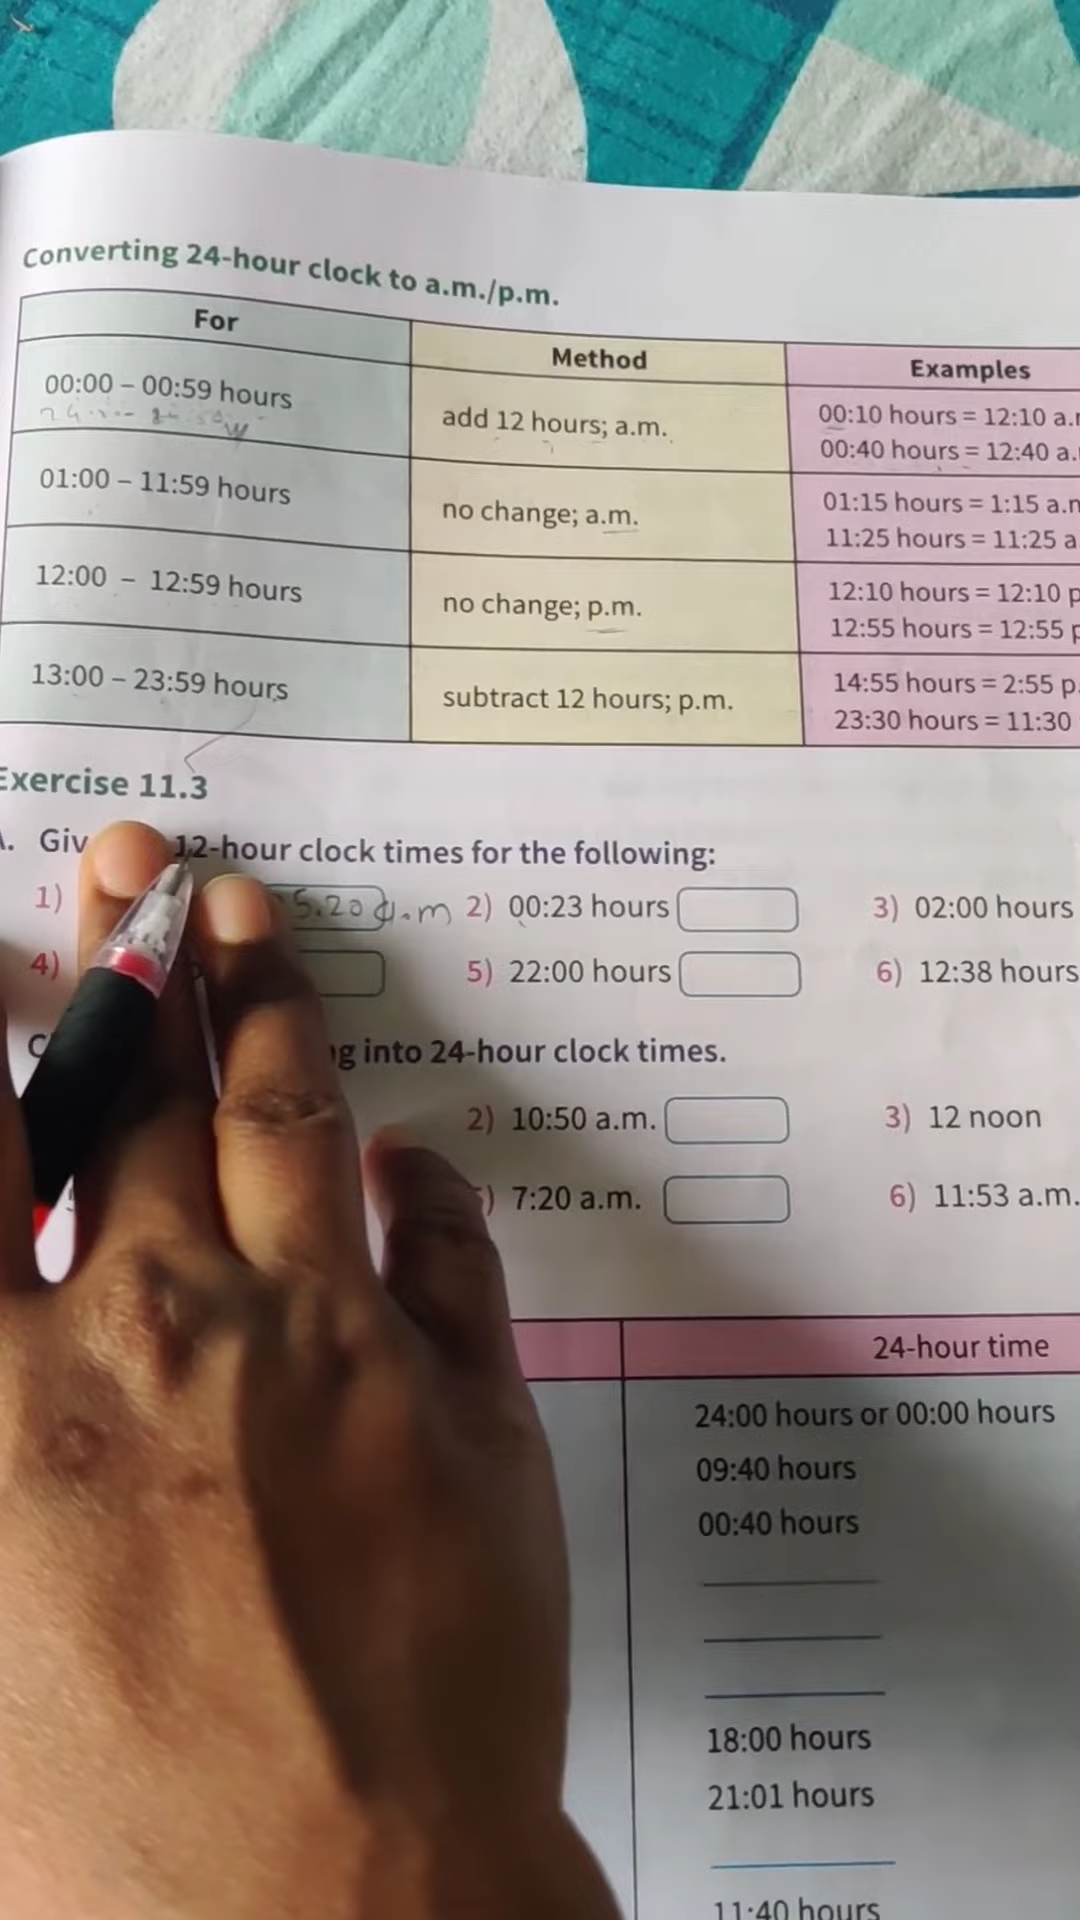 Converting 24-hour clock to a.m./p.m.
For Method Examples
00:00 – 00:59 hours add 12 hours; a.m. 00:10 hours = 12:10 a.
00:40 hours = 12:40 a.
01:00 – 11:59 hours no change; a.m. 01:15 hours = 1:15 a.
11:25 hours = 11:25 a
12:00 – 12:59 hours no change; p.m. 12:10 hours = 12:10 p
12:55 hours = 12:55 p
13:00 – 23:59 hours subtract 12 hours; p.m. 14:55 hours = 2:55 p.
23:30 hours = 11:30
Exercise 11.3
Giv 12-hour clock times for the following:
1) 5.20 a.m 2) 00:23 hours 3) 02:00 hours
4) 5) 22:00 hours 6) 12:38 hours
g into 24-hour clock times.
2) 10:50 a.m. 3) 12 noon
) 7:20 a.m. 6) 11:53 a.m.
24-hour time
24:00 hours or 00:00 hours
09:40 hours
00:40 hours
18:00 hours
21:01 hours
11:40 hours